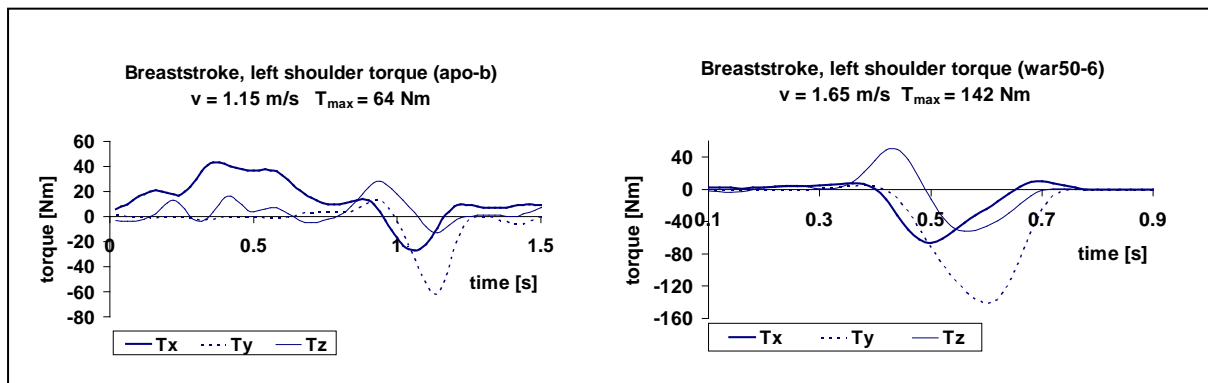 Breaststroke, left shoulder torque (apo-b)
v = 1.15 m/s   Tmax = 64 Nm
torque [Nm]
60
40
20
0
-20
-40
-60
-80
0
0.5
1
1.5
time [s]
Tx
Ty
Tz
Breaststroke, left shoulder torque (war50-6)
v = 1.65 m/s   Tmax = 142 Nm
torque [Nm]
40
0
-40
-80
-120
-160
0.1
0.3
0.5
0.7
0.9
time [s]
Tx
Ty
Tz